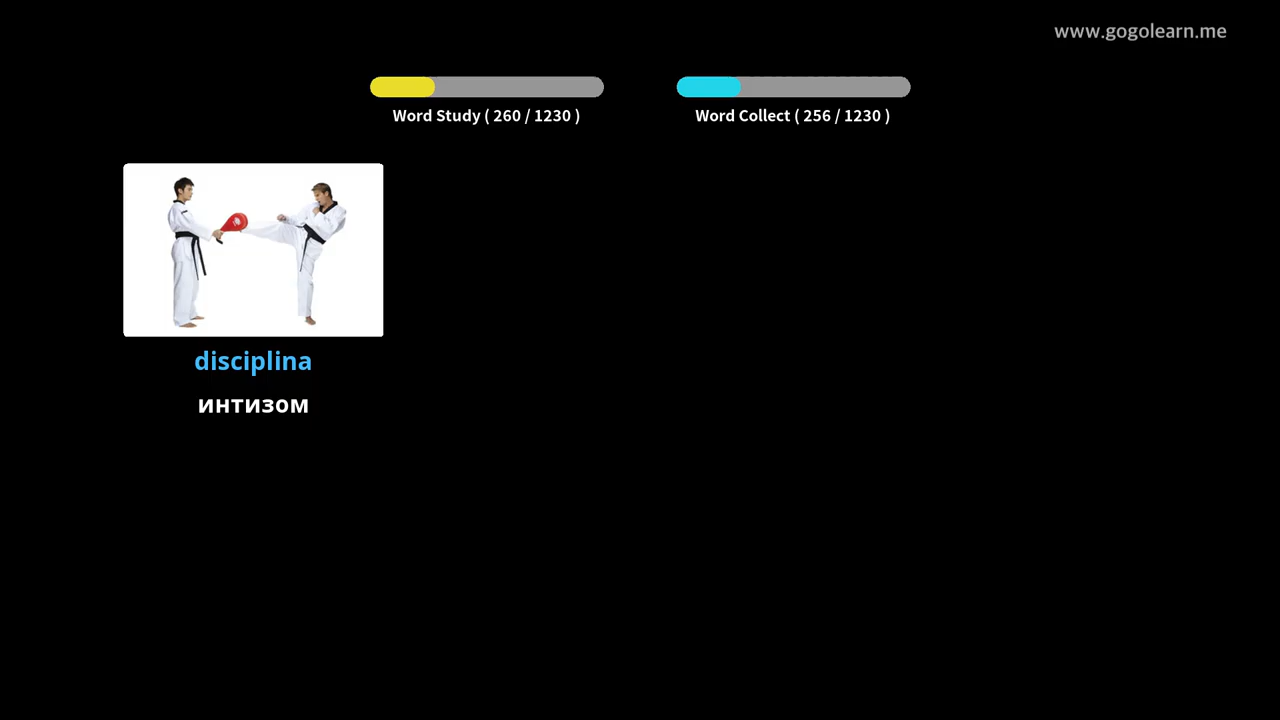 www.gogolearn.me
Word Study ( 260 / 1230 )
Word Collect ( 256 / 1230 )
disciplina
интизом